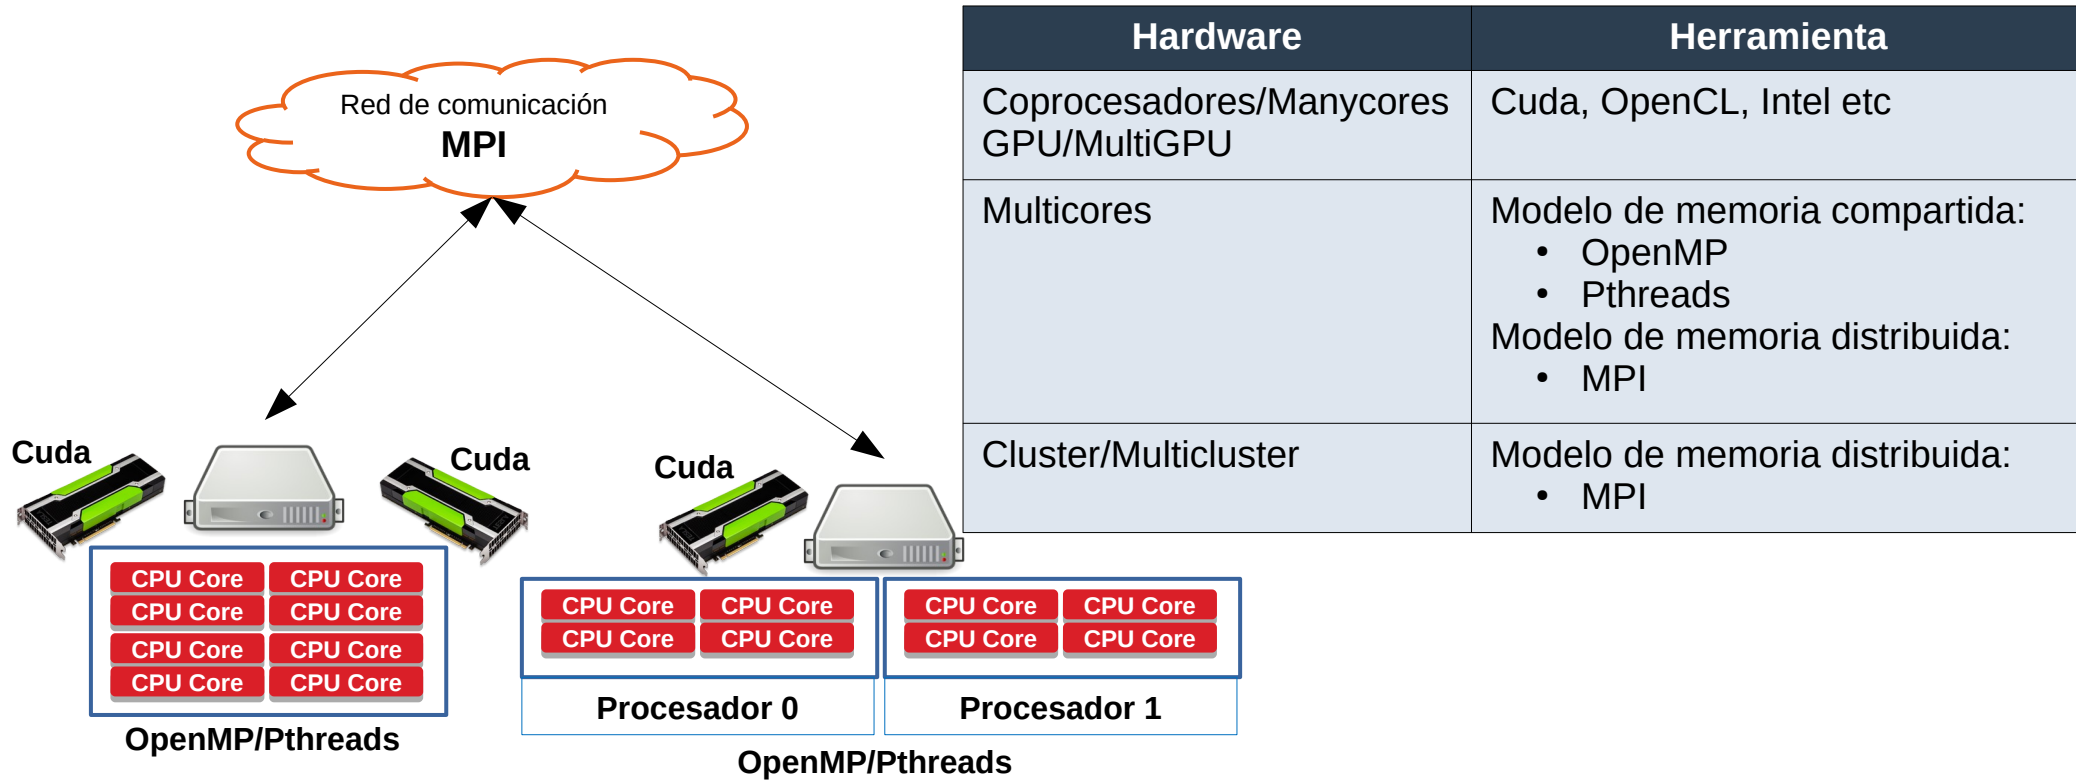 Red de comunicación
MPI
Cuda
Cuda
Cuda
CPU Core CPU Core
CPU Core CPU Core
CPU Core CPU Core
CPU Core CPU Core
OpenMP/Pthreads
CPU Core CPU Core
CPU Core CPU Core
Procesador 0
CPU Core CPU Core
CPU Core CPU Core
Procesador 1
OpenMP/Pthreads
Hardware
Herramienta
Coprocesadores/Manycores
GPU/MultiGPU
Cuda, OpenCL, Intel etc
Multicores
Modelo de memoria compartida:
• OpenMP
• Pthreads
Modelo de memoria distribuida:
• MPI
Cluster/Multicluster
Modelo de memoria distribuida:
• MPI